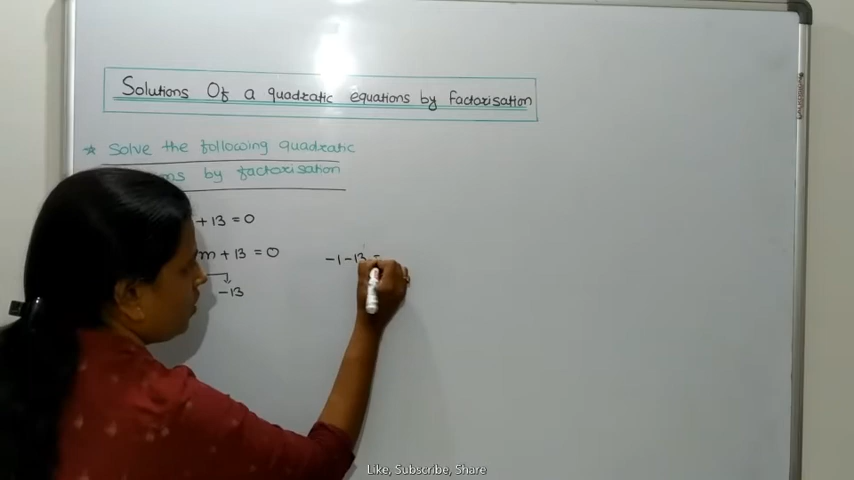 Solutions Of a quadratic equations by factorisation
* Solve the following quadratic
by factorisation
+ 13 = 0
m + 13 = 0
-1 - 13 =
-13
Like, Subscribe, Share